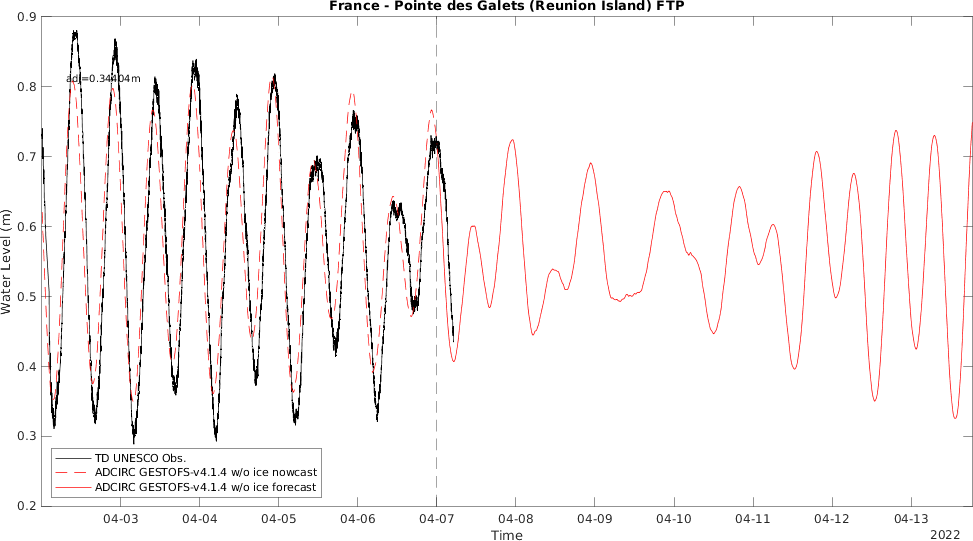 France - Pointe des Galets (Reunion Island) FTP
0.9
0.8
0.7
0.6
0.5
0.4
0.3
0.2
Water Level (m)
adj=0.34404m
TD UNESCO Obs.
ADCIRC GESTOFS-v4.1.4 w/o ice nowcast
ADCIRC GESTOFS-v4.1.4 w/o ice forecast
04-03 04-04 04-05 04-06 04-07 04-08 04-09 04-10 04-11 04-12 04-13
Time
2022